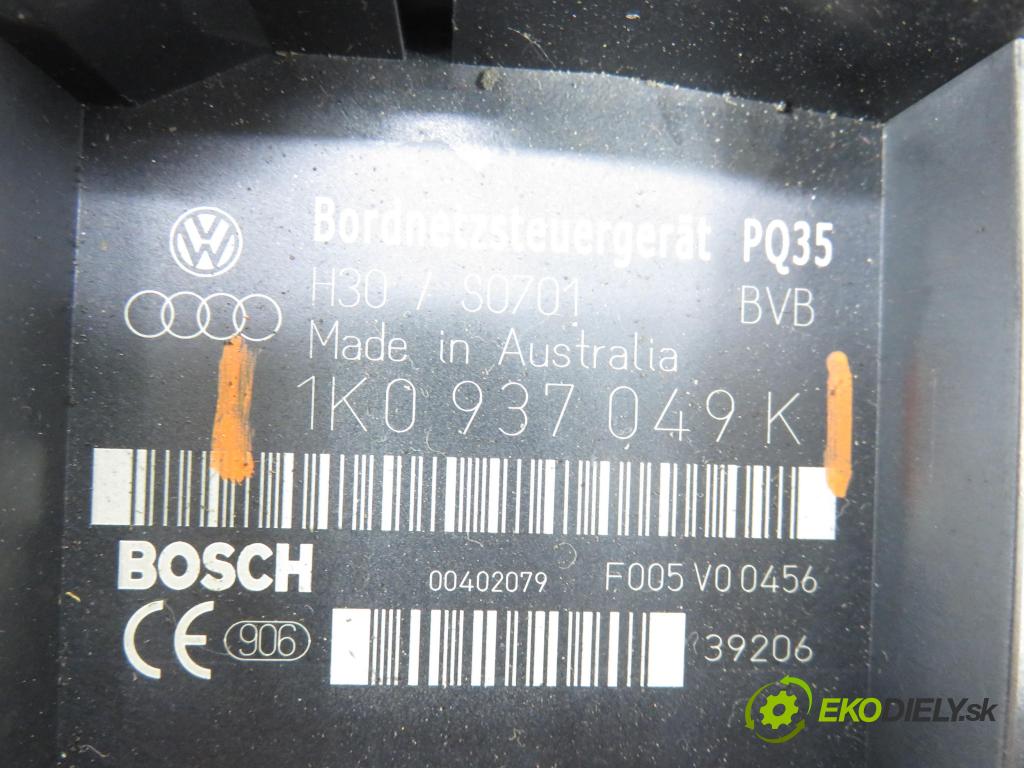 Bordnetzsteuergerät PQ35
H30 / S0701 BVB
Made in Australia
1K0 937 049 K
BOSCH 00402079 F005 V0 0456
CE 906 39206
EKODIELY.sk